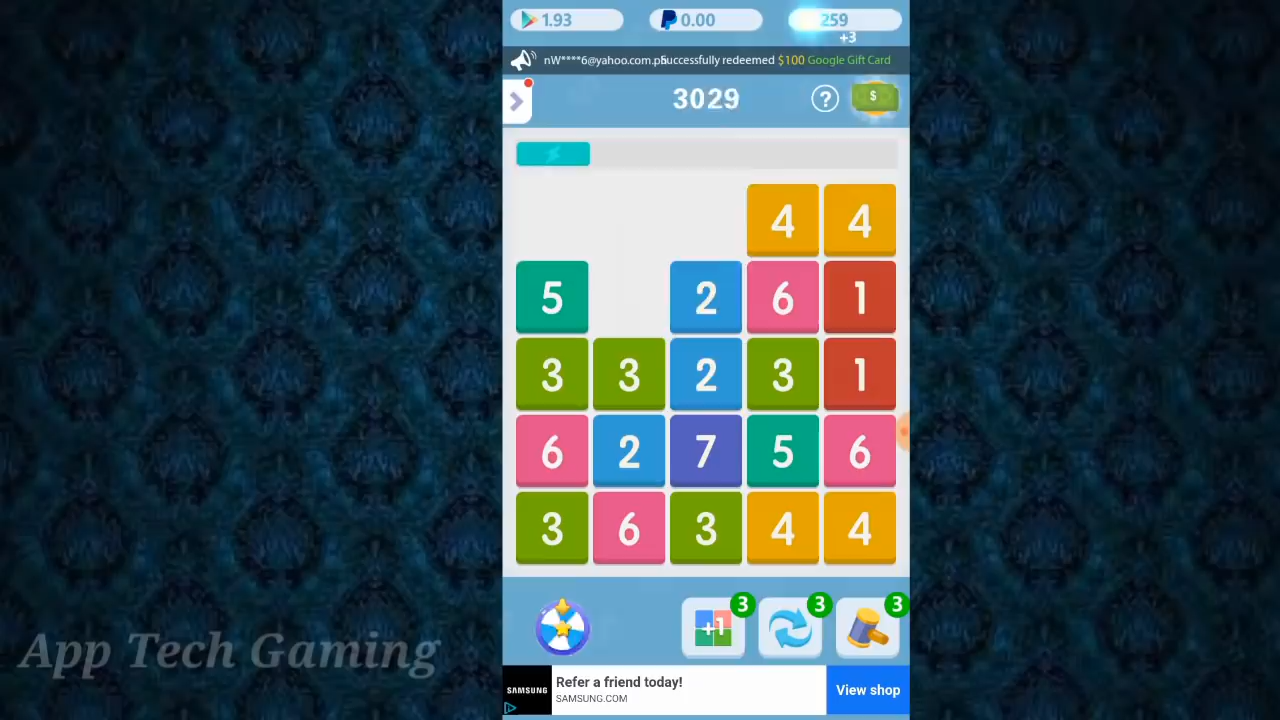 1.93 0.00 259
+3
nW****6@yahoo.com.p Successfully redeemed $100 Google Gift Card
3029 ? $
4 4
5 2 6 1
3 3 2 3 1
6 2 7 5 6
3 6 3 4 4
3 3 3
+1
App Tech Gaming
SAMSUNG
Refer a friend today!
SAMSUNG.COM
View shop